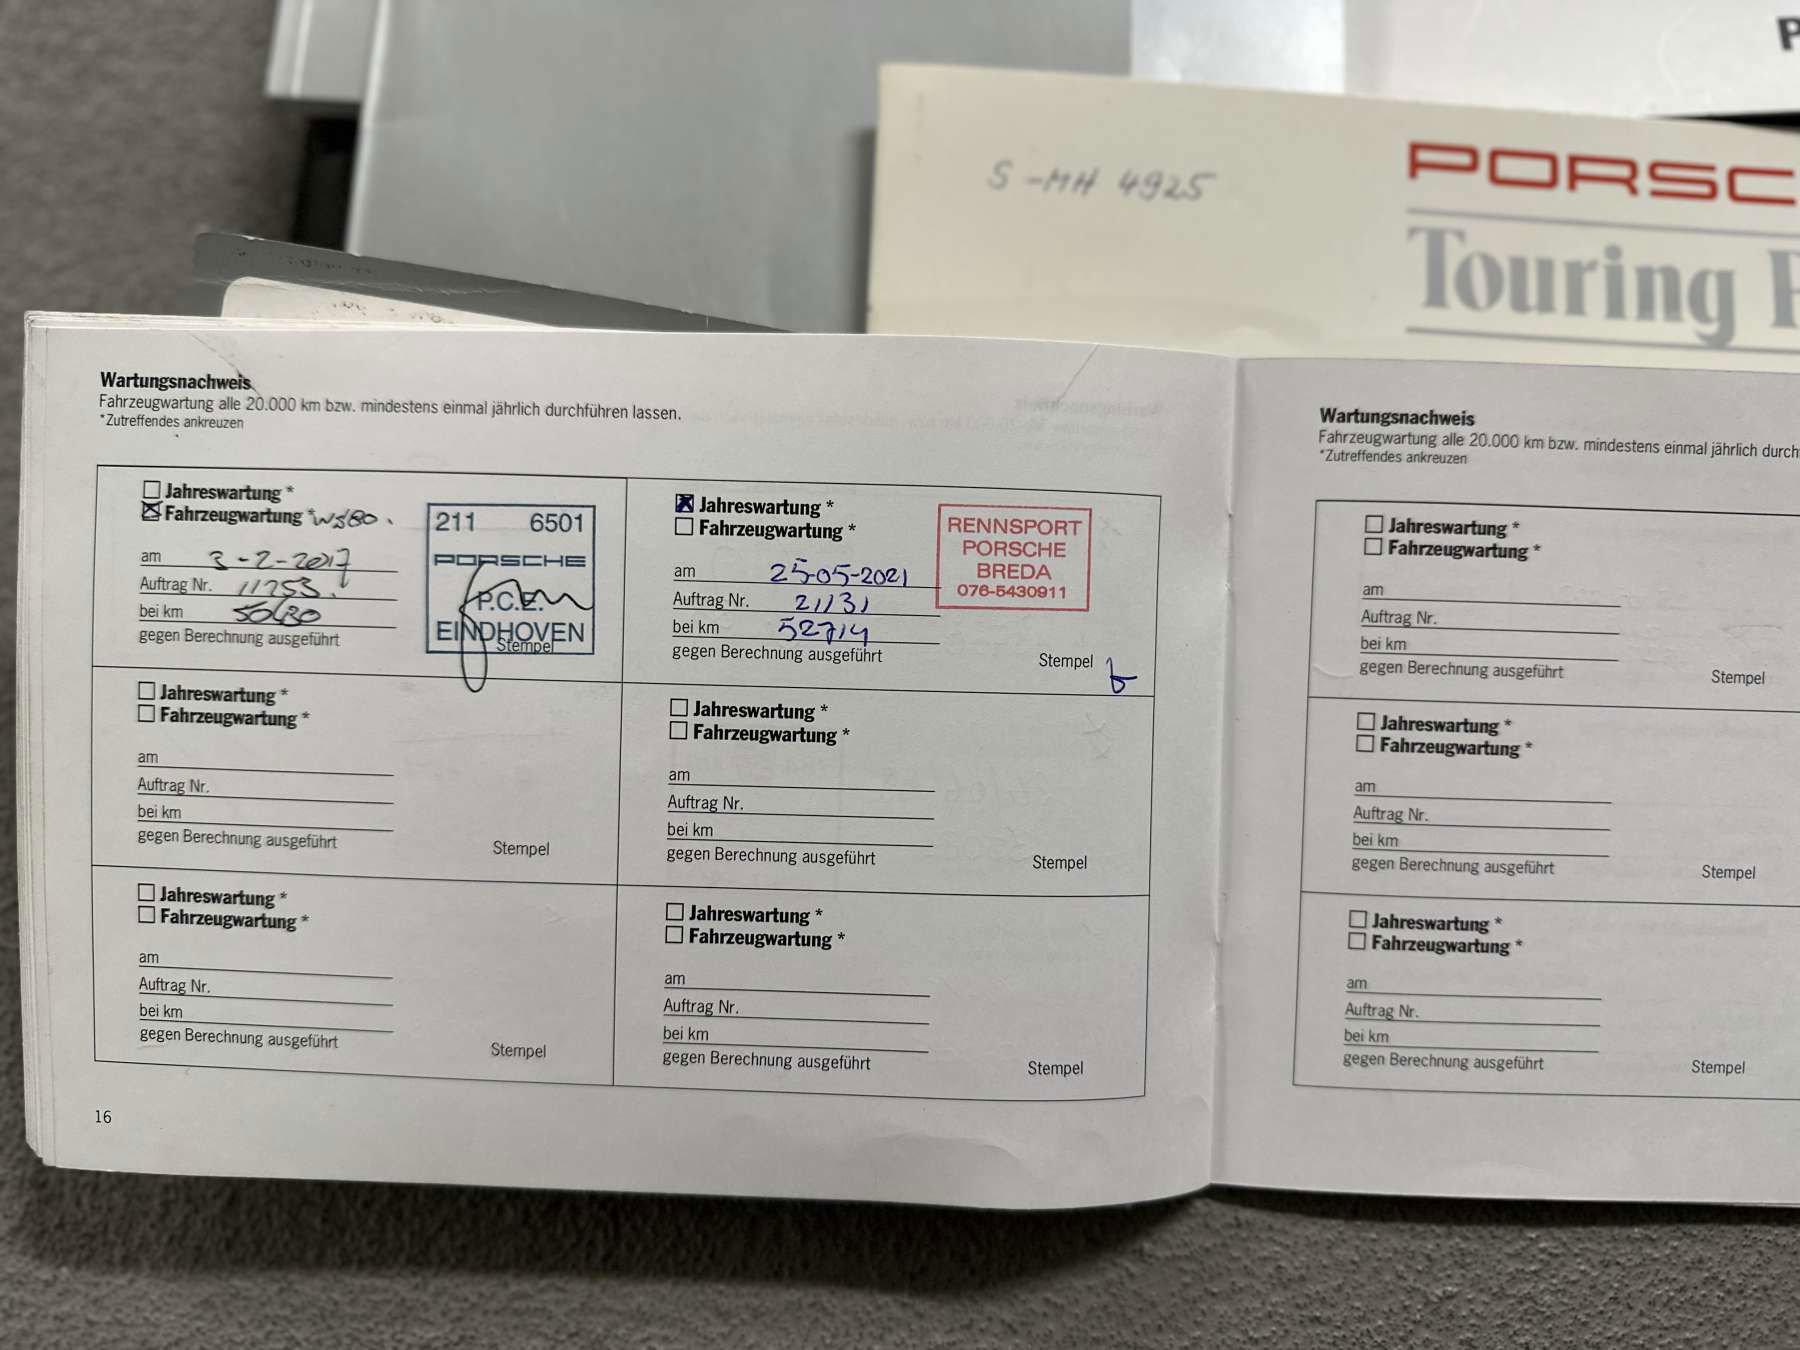 P
S-MH 4925
PORSC
Touring P
Wartungsnachweis
Fahrzeugwartung alle 20.000 km bzw. mindestens einmal jährlich durchführen lassen.
*Zutreffendes ankreuzen
Jahreswartung *
Fahrzeugwartung * WS80.
am 3-2-2017
Auftrag Nr. 11753
bei km
gegen Berechnung ausgeführt
211 6501
PORSCHE
P.C.E.
EINDHOVEN
Stempel
Jahreswartung *
Fahrzeugwartung *
am 25-05-2021
Auftrag Nr. 21131
bei km 52714
gegen Berechnung ausgeführt
RENNSPORT
PORSCHE
BREDA
076-5430911
Stempel
Jahreswartung *
Fahrzeugwartung *
am
Auftrag Nr.
bei km
gegen Berechnung ausgeführt
Stempel
Jahreswartung *
Fahrzeugwartung *
am
Auftrag Nr.
bei km
gegen Berechnung ausgeführt
Stempel
Jahreswartung *
Fahrzeugwartung *
am
Auftrag Nr.
bei km
gegen Berechnung ausgeführt
Stempel
Jahreswartung *
Fahrzeugwartung *
am
Auftrag Nr.
bei km
gegen Berechnung ausgeführt
Stempel
16
Wartungsnachweis
Fahrzeugwartung alle 20.000 km bzw. mindestens einmal jährlich durch
*Zutreffendes ankreuzen
Jahreswartung *
Fahrzeugwartung *
am
Auftrag Nr.
bei km
gegen Berechnung ausgeführt
Stempel
Jahreswartung *
Fahrzeugwartung *
am
Auftrag Nr.
bei km
gegen Berechnung ausgeführt
Stempel
Jahreswartung *
Fahrzeugwartung *
am
Auftrag Nr.
bei km
gegen Berechnung ausgeführt
Stempel